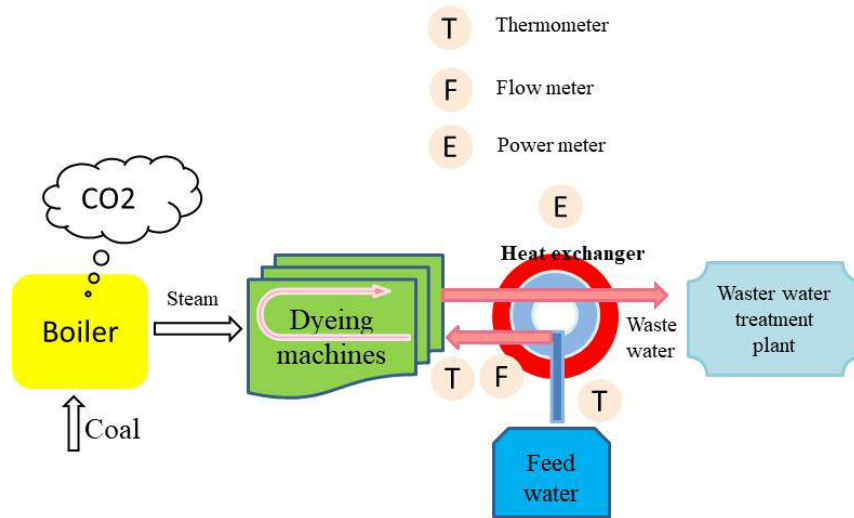 T Thermometer
F Flow meter
E Power meter
CO2
E
Heat exchanger
Boiler
Steam
Dyeing
machines
Waste
water
Waster water
treatment
plant
T F
T
Coal
Feed
water